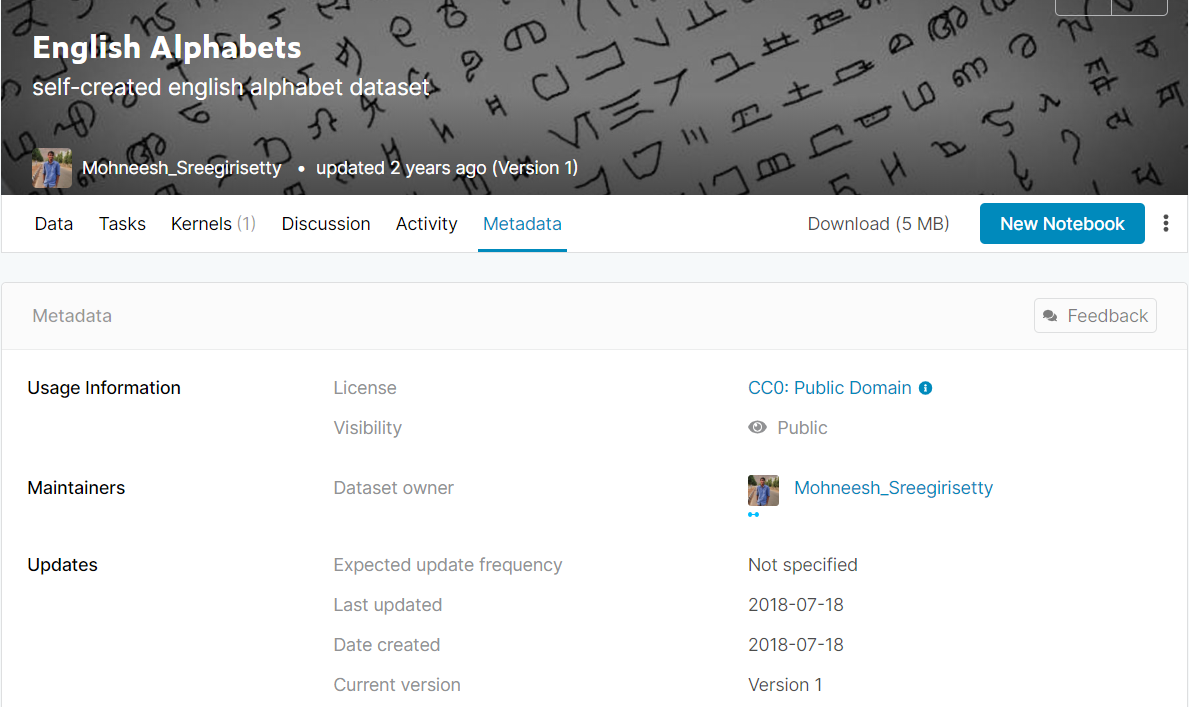 English Alphabets
self-created english alphabet dataset
Mohneesh_Sreegirisetty • updated 2 years ago (Version 1)
Data Tasks Kernels (1) Discussion Activity Metadata Download (5 MB) New Notebook
Metadata Feedback
Usage Information License CC0: Public Domain
Visibility Public
Maintainers Dataset owner Mohneesh_Sreegirisetty
Updates Expected update frequency Not specified
Last updated 2018-07-18
Date created 2018-07-18
Current version Version 1